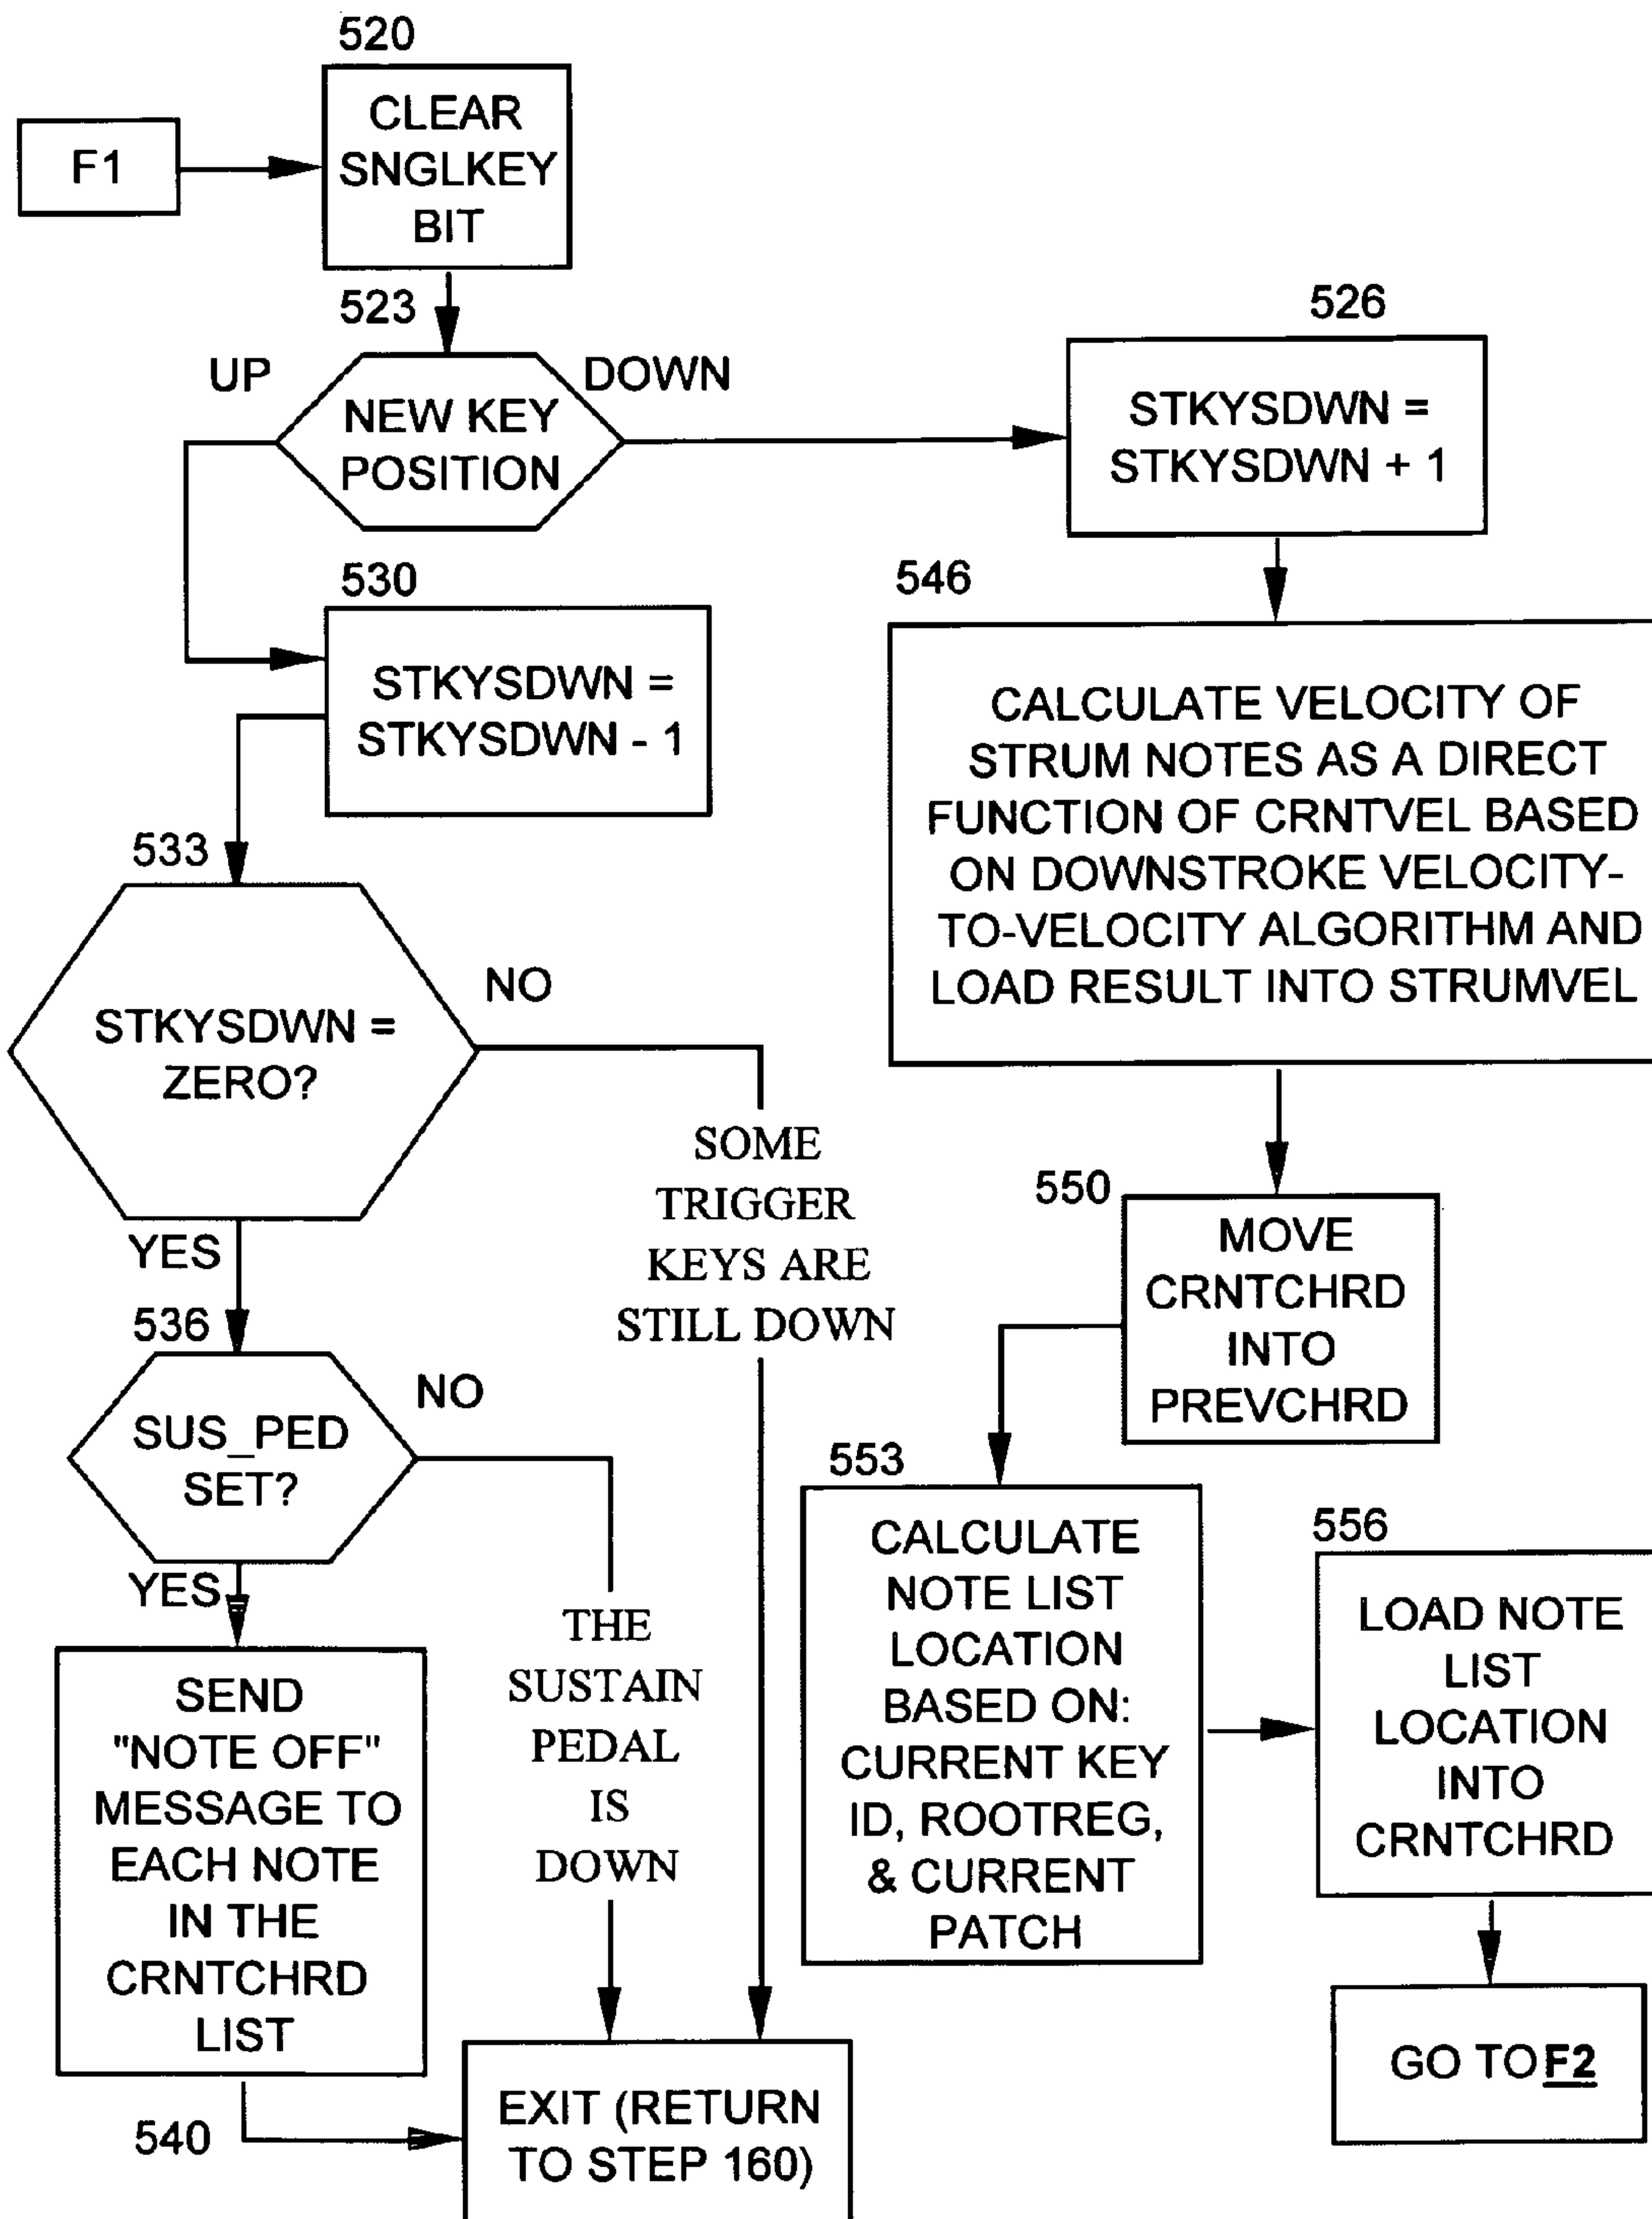 520
CLEAR
SNGLKEY
BIT
F1
523
UP
DOWN
NEW KEY
POSITION
526
STKYSDWN =
STKYSDWN + 1
530
STKYSDWN =
STKYSDWN - 1
533
STKYSDWN =
ZERO?
NO
SOME
TRIGGER
KEYS ARE
STILL DOWN
YES
536
SUS_PED
SET?
NO
THE
SUSTAIN
PEDAL
IS
DOWN
YES
SEND
"NOTE OFF"
MESSAGE TO
EACH NOTE
IN THE
CRNTCHRD
LIST
540
EXIT (RETURN
TO STEP 160)
546
CALCULATE VELOCITY OF
STRUM NOTES AS A DIRECT
FUNCTION OF CRNTVEL BASED
ON DOWNSTROKE VELOCITY-
TO-VELOCITY ALGORITHM AND
LOAD RESULT INTO STRUMVEL
550
MOVE
CRNTCHRD
INTO
PREVCHRD
553
CALCULATE
NOTE LIST
LOCATION
BASED ON:
CURRENT KEY
ID, ROOTREG,
& CURRENT
PATCH
556
LOAD NOTE
LIST
LOCATION
INTO
CRNTCHRD
GO TO F2